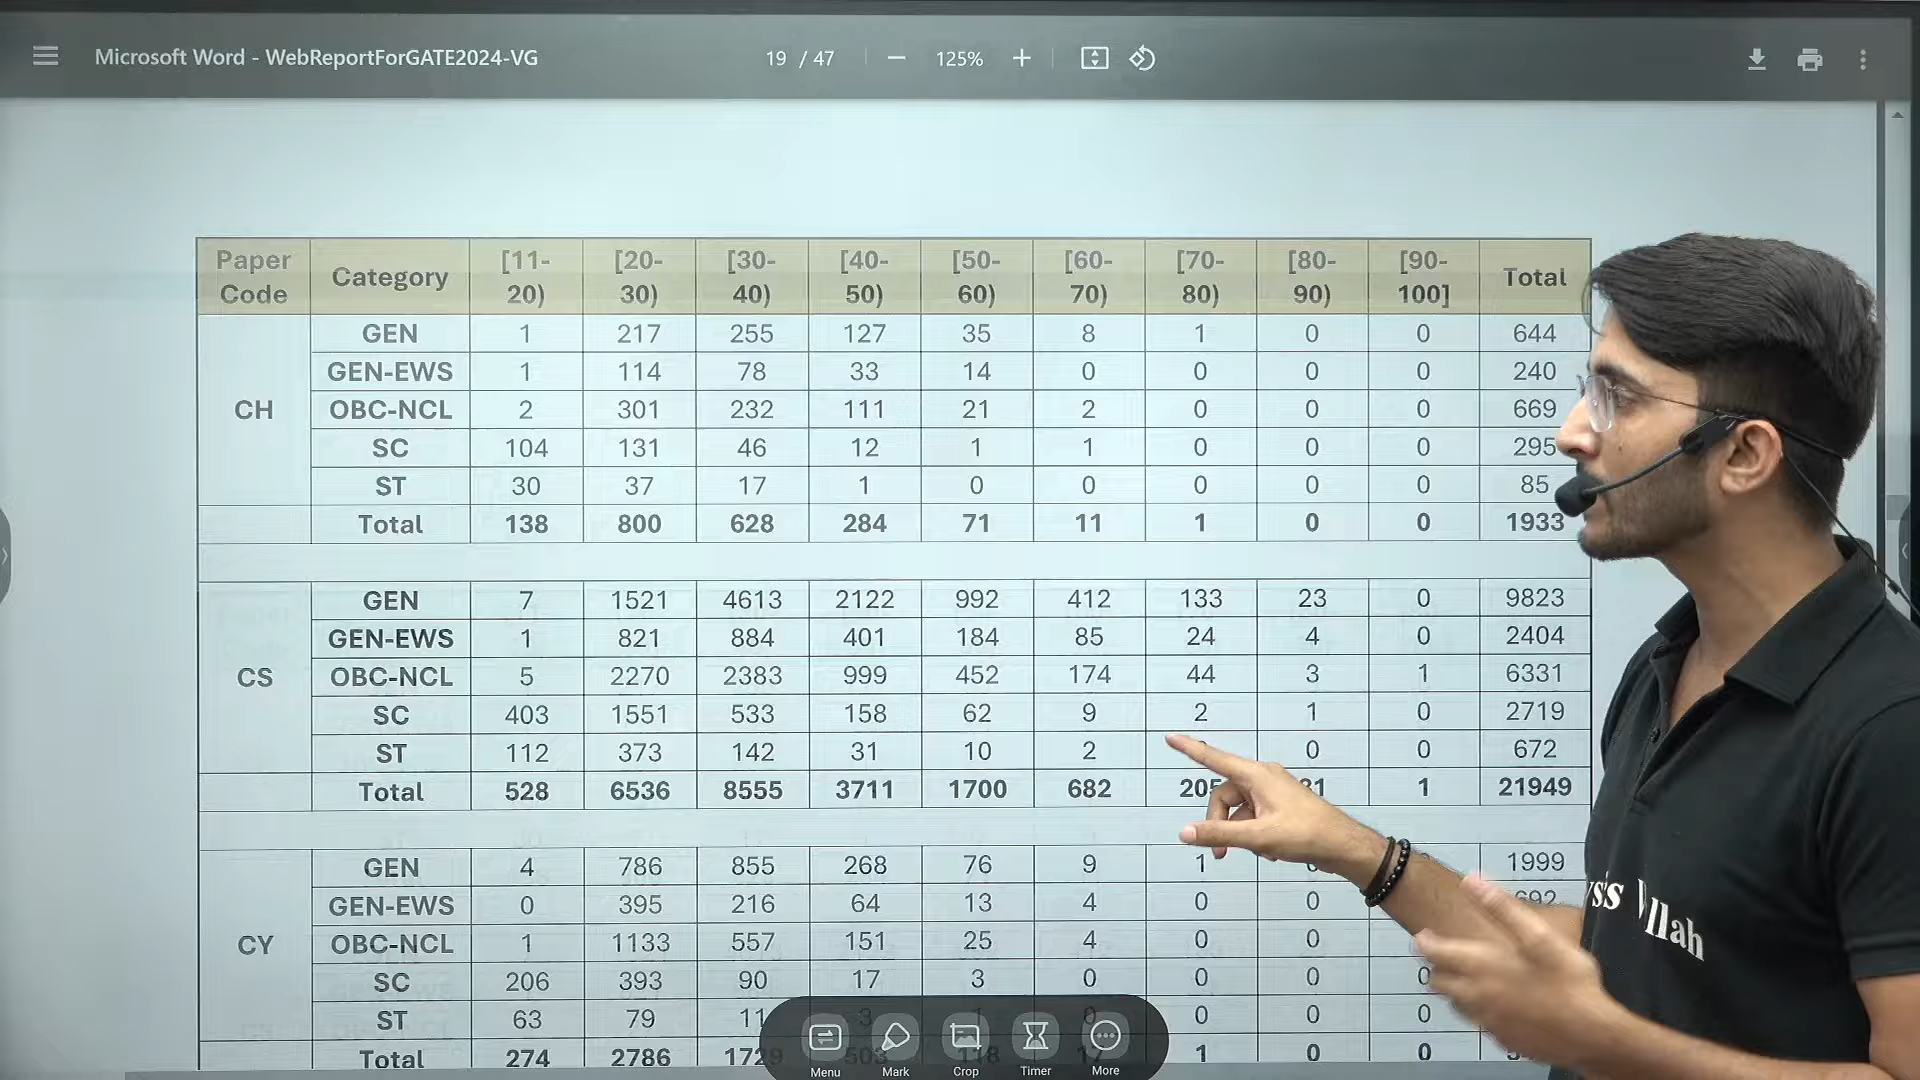 Microsoft Word - WebReportForGATE2024-VG 19 / 47 − 125% +
Paper Code Category [11-20) [20-30) [30-40) [40-50) [50-60) [60-70) [70-80) [80-90) [90-100] Total
GEN 1 217 255 127 35 8 1 0 0 644
GEN-EWS 1 114 78 33 14 0 0 0 0 240
CH OBC-NCL 2 301 232 111 21 2 0 0 0 669
SC 104 131 46 12 1 1 0 0 0 295
ST 30 37 17 1 0 0 0 0 0 85
Total 138 800 628 284 71 11 1 0 0 1933
GEN 7 1521 4613 2122 992 412 133 23 0 9823
GEN-EWS 1 821 884 401 184 85 24 4 0 2404
CS OBC-NCL 5 2270 2383 999 452 174 44 3 1 6331
SC 403 1551 533 158 62 9 2 1 0 2719
ST 112 373 142 31 10 2 0 0 672
Total 528 6536 8555 3711 1700 682 205 31 1 21949
GEN 4 786 855 268 76 9 1 1999
GEN-EWS 0 395 216 64 13 4 0 0 692
CY OBC-NCL 1 1133 557 151 25 4 0 0
SC 206 393 90 17 3 0 0 0 0
ST 63 79 11 3 1 0 0 0 0
Total 274 2786 1729 503 118 17 1 0 0
Menu Mark Crop Timer More
ysis Wllah